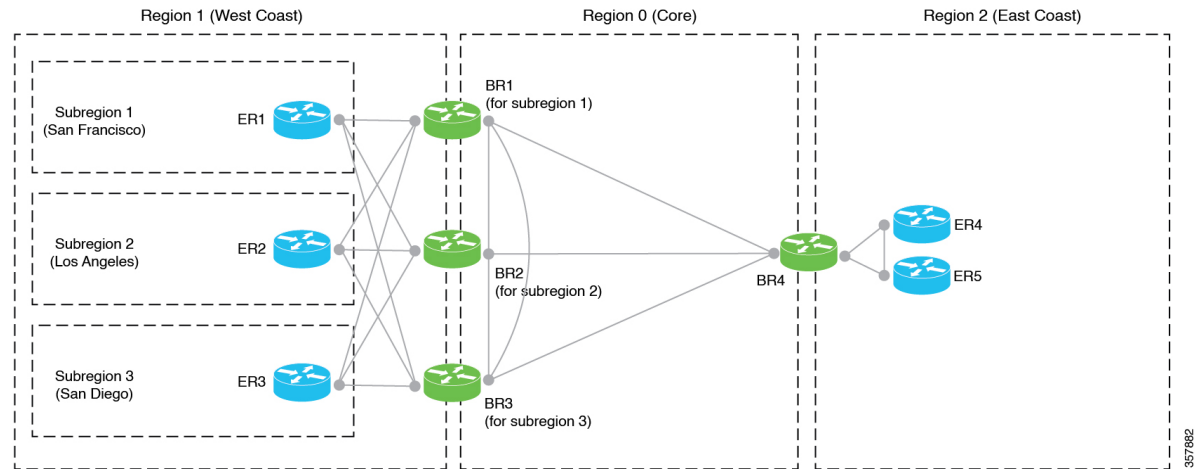 Region 1 (West Coast)
Region 0 (Core)
Region 2 (East Coast)
Subregion 1
(San Francisco)
ER1
BR1
(for subregion 1)
Subregion 2
(Los Angeles)
ER2
BR2
(for subregion 2)
BR4
ER4
ER5
Subregion 3
(San Diego)
ER3
BR3
(for subregion 3)
357882